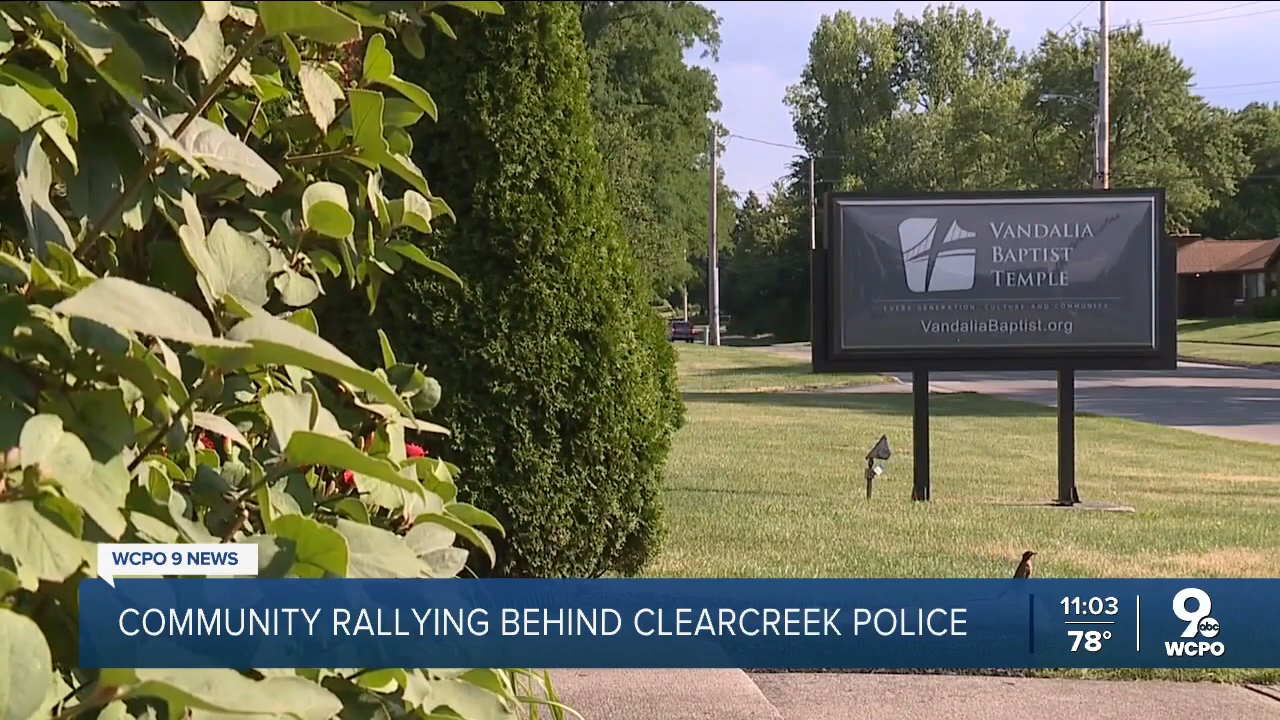 VANDALIA
BAPTIST
TEMPLE
EVERY GENERATION, CULTURE AND COMMUNITY
VandaliaBaptist.org
WCPO 9 NEWS
COMMUNITY RALLYING BEHIND CLEARCREEK POLICE
11:03
78°
9
abc
WCPO